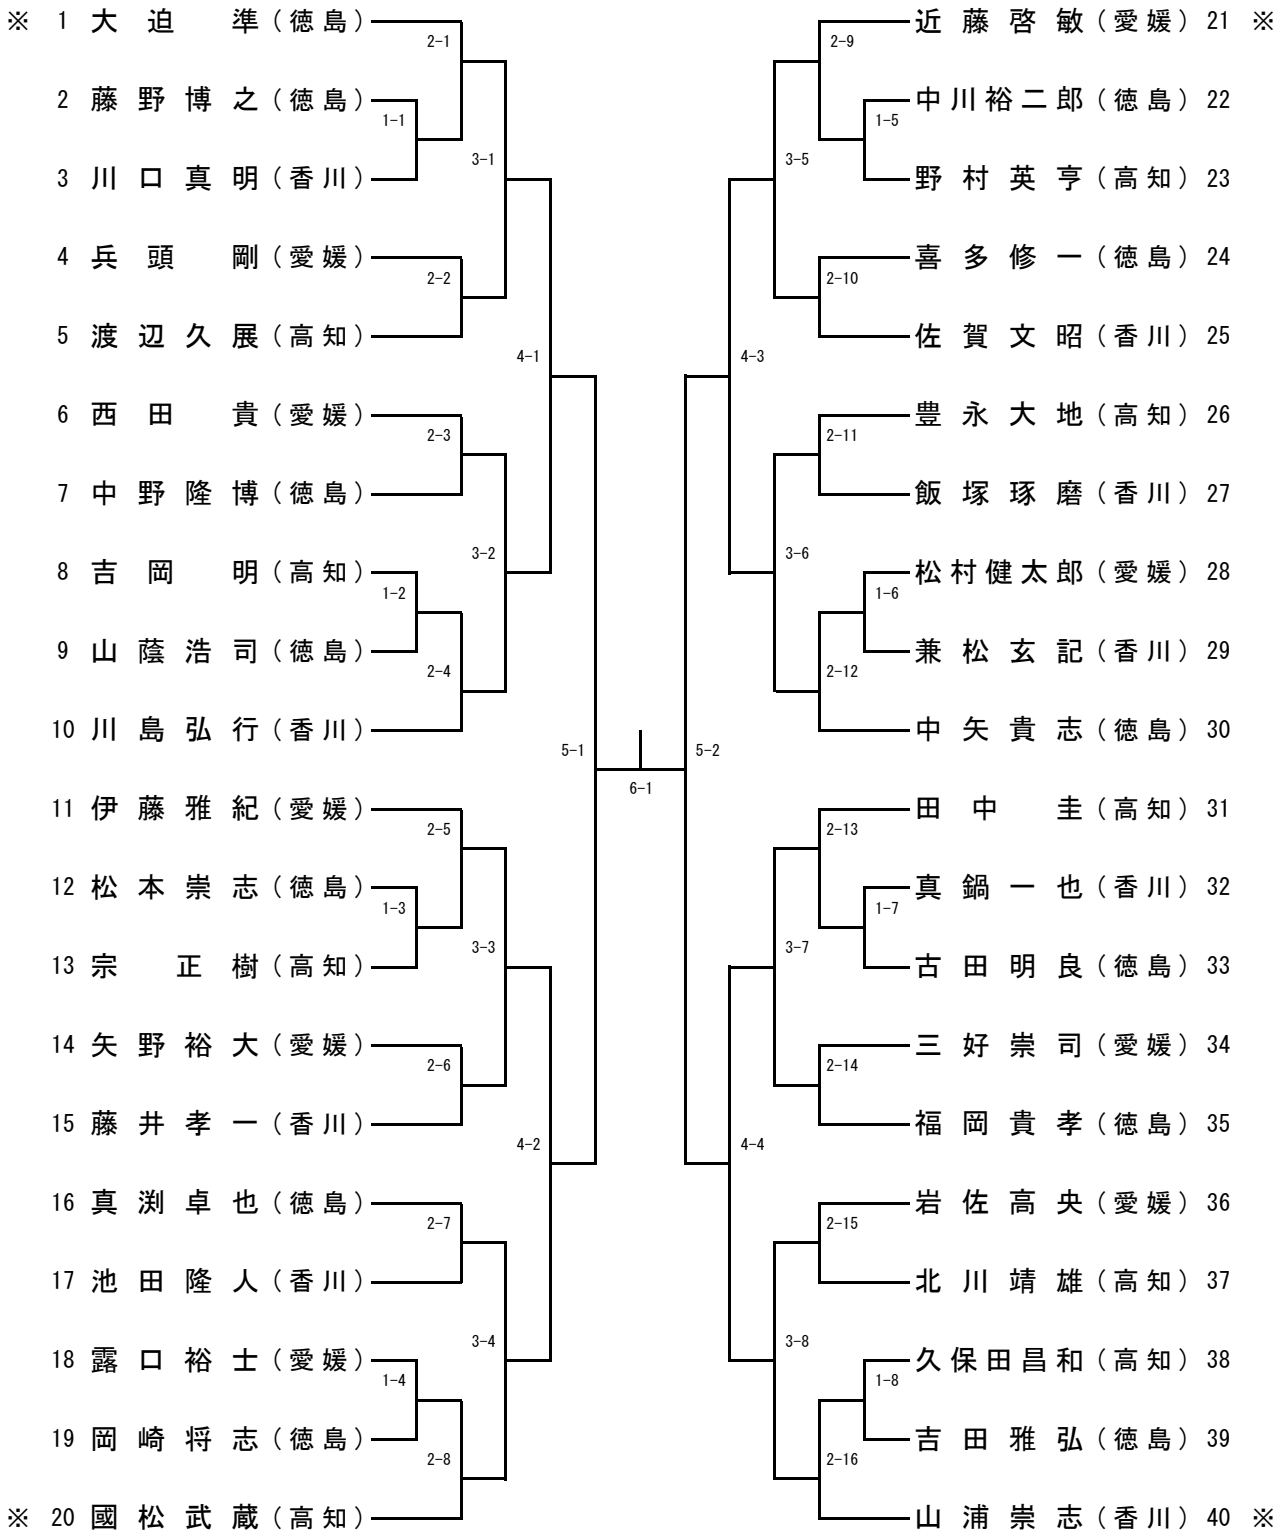 ※ 1 大迫 準(徳島)
2-1
2 藤野博之(徳島)
1-1
3 川口真明(香川)
3-1
4 兵頭 剛(愛媛)
2-2
5 渡辺久展(高知)
4-1
6 西田 貴(愛媛)
2-3
7 中野隆博(徳島)
3-2
8 吉岡 明(高知)
1-2
9 山蔭浩司(徳島)
2-4
10 川島弘行(香川)
5-1
11 伊藤雅紀(愛媛)
2-5
12 松本崇志(徳島)
1-3
13 宗 正樹(高知)
3-3
14 矢野裕大(愛媛)
2-6
15 藤井孝一(香川)
4-2
16 真渕卓也(徳島)
2-7
17 池田隆人(香川)
3-4
18 露口裕士(愛媛)
1-4
19 岡崎将志(徳島)
2-8
※ 20 國松武蔵(高知)
6-1
近藤啓敏(愛媛) 21 ※
2-9
中川裕二郎(徳島) 22
1-5
野村英亨(高知) 23
3-5
喜多修一(徳島) 24
2-10
佐賀文昭(香川) 25
4-3
豊永大地(高知) 26
2-11
飯塚琢磨(香川) 27
3-6
松村健太郎(愛媛) 28
1-6
兼松玄記(香川) 29
2-12
中矢貴志(徳島) 30
5-2
田中 圭(高知) 31
2-13
真鍋一也(香川) 32
1-7
古田明良(徳島) 33
3-7
三好崇司(愛媛) 34
2-14
福岡貴孝(徳島) 35
4-4
岩佐高央(愛媛) 36
2-15
北川靖雄(高知) 37
3-8
久保田昌和(高知) 38
1-8
吉田雅弘(徳島) 39
2-16
山浦崇志(香川) 40 ※